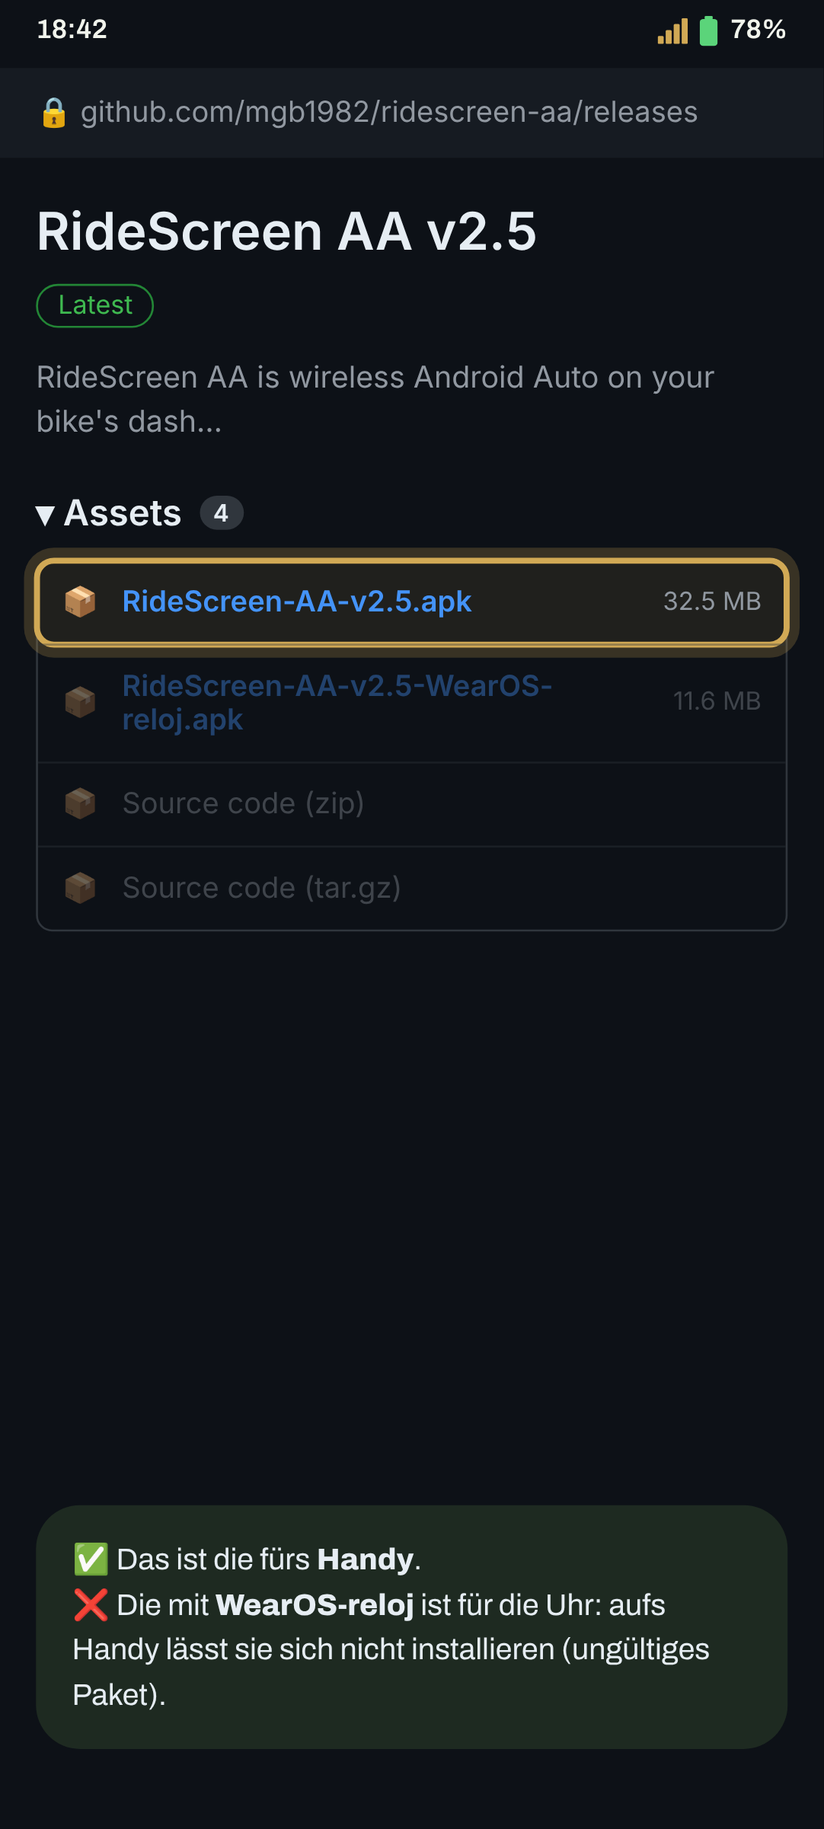 18:42
78%
github.com/mgb1982/ridescreen-aa/releases
RideScreen AA v2.5
Latest
RideScreen AA is wireless Android Auto on your
bike's dash...
▾ Assets 4
RideScreen-AA-v2.5.apk 32.5 MB
RideScreen-AA-v2.5-WearOS-
reloj.apk 11.6 MB
Source code (zip)
Source code (tar.gz)
✅ Das ist die fürs Handy.
❌ Die mit WearOS-reloj ist für die Uhr: aufs
Handy lässt sie sich nicht installieren (ungültiges
Paket).